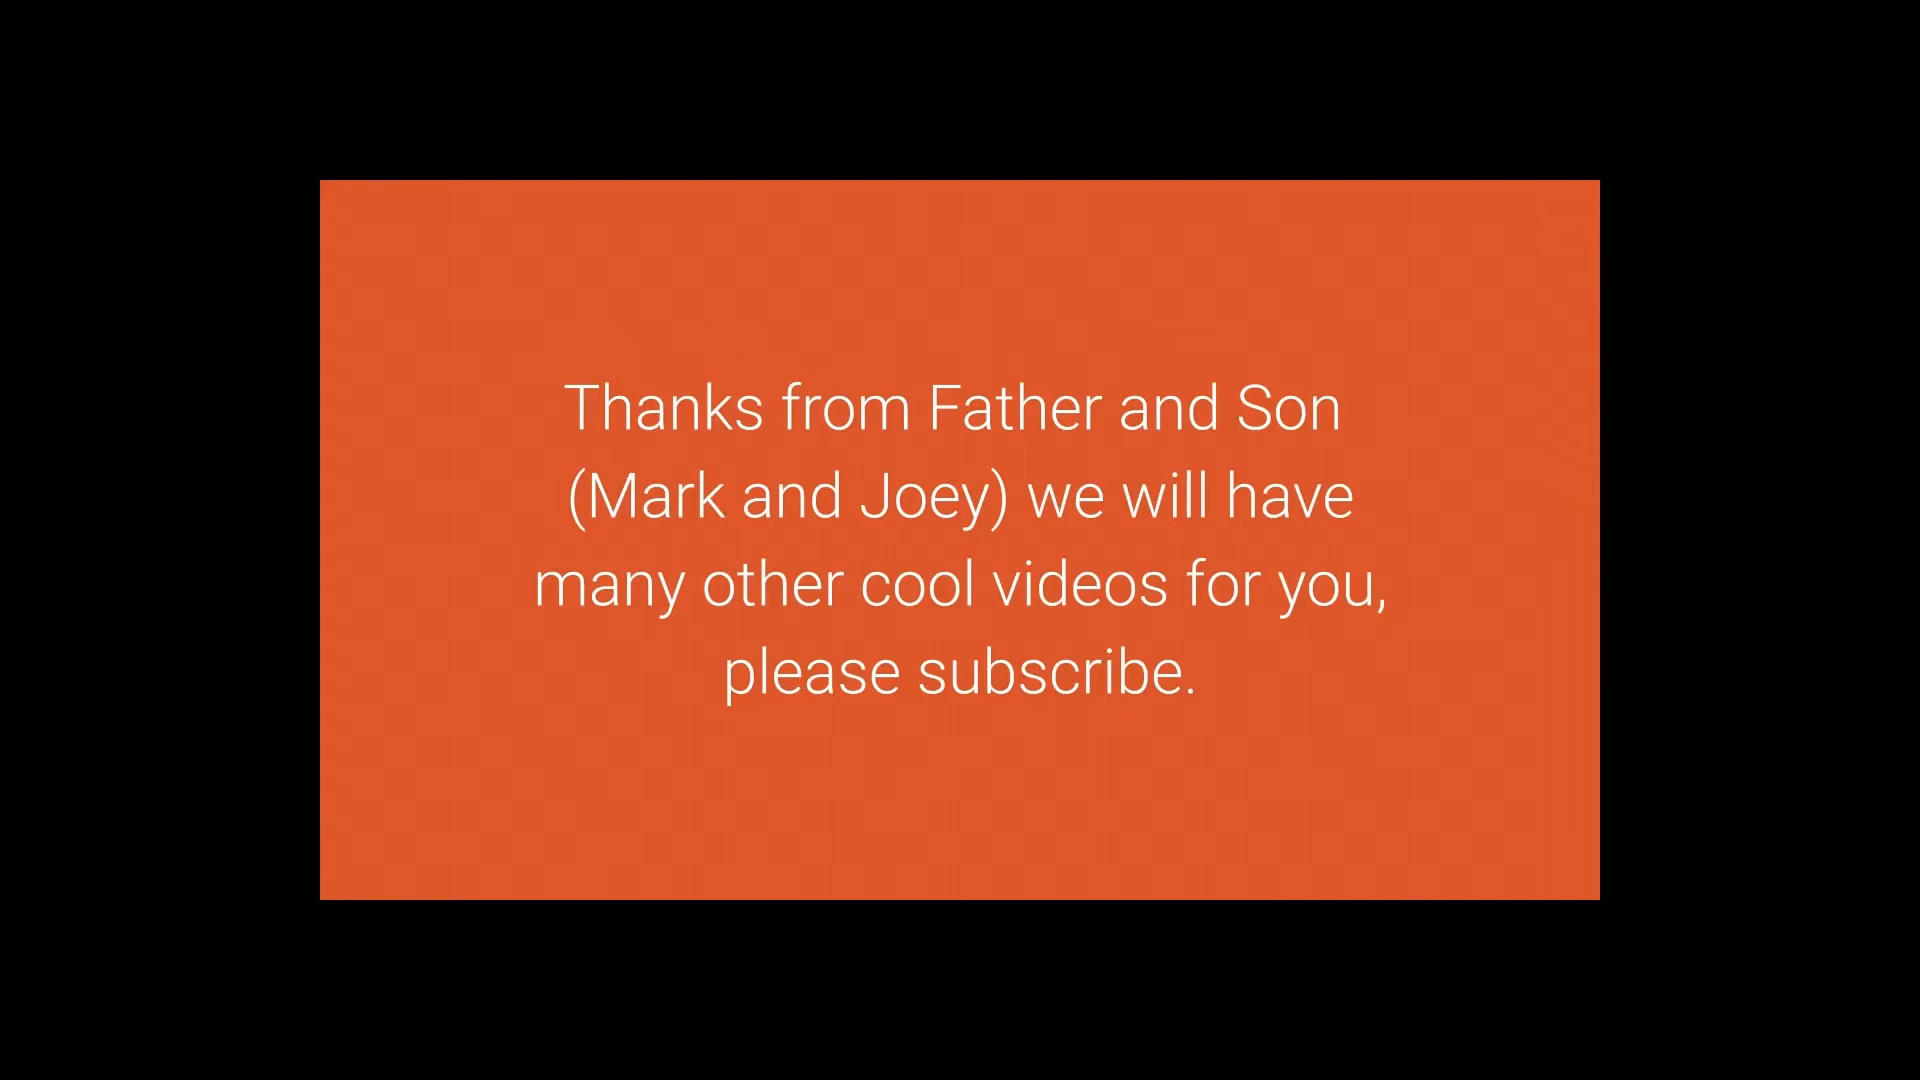 Thanks from Father and Son
(Mark and Joey) we will have
many other cool videos for you,
please subscribe.